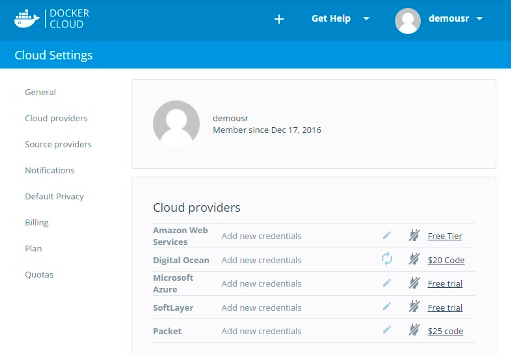 DOCKER
CLOUD
+
Get Help
demousr
Cloud Settings
General
Cloud providers
Source providers
Notifications
Default Privacy
Billing
Plan
Quotas
demousr
Member since Dec 17, 2016
Cloud providers
Amazon Web
Services
Add new credentials
Free Tier
Digital Ocean
Add new credentials
$20 Code
Microsoft
Azure
Add new credentials
Free trial
SoftLayer
Add new credentials
Free trial
Packet
Add new credentials
$25 code